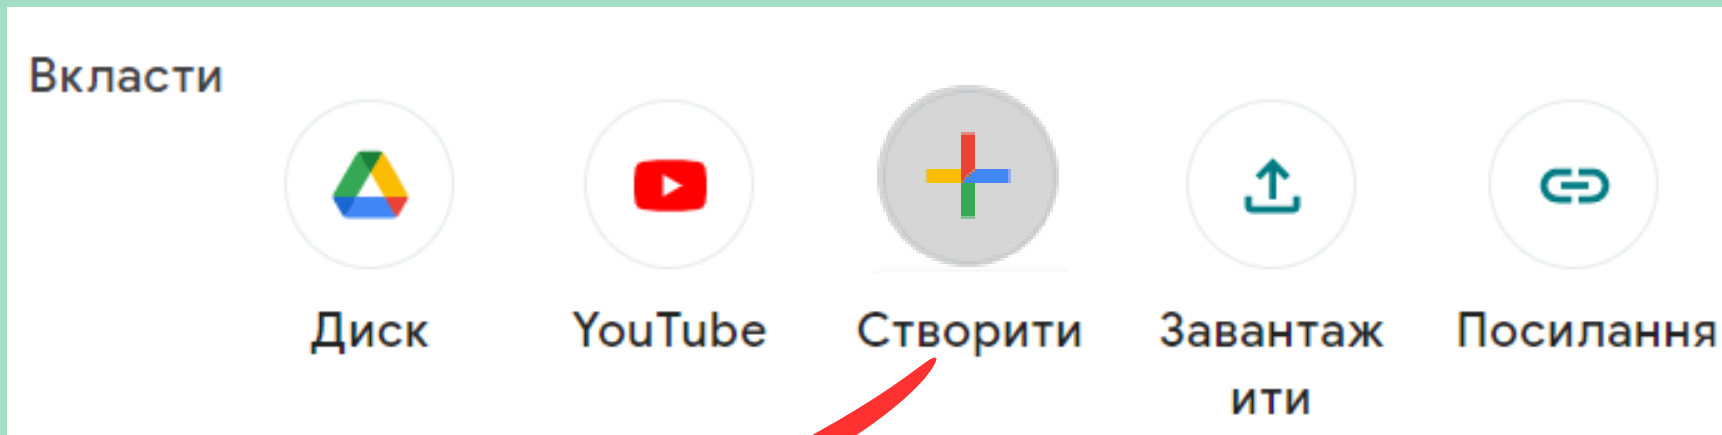 Вкласти
Диск
YouTube
Створити
Завантаж
ити
Посилання